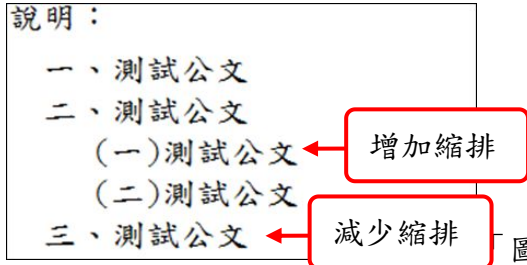 說明：
一、測試公文
二、測試公文
(一)測試公文
增加縮排
(二)測試公文
三、測試公文
減少縮排
圖